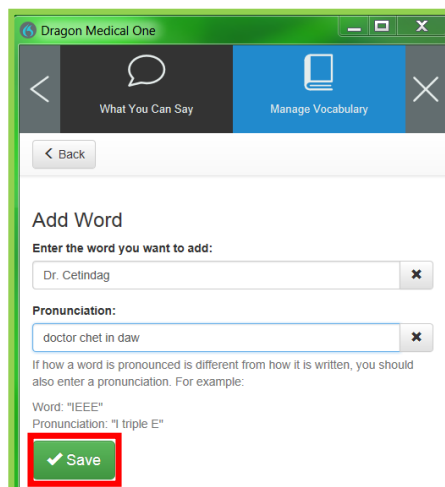 Dragon Medical One
What You Can Say
Manage Vocabulary
Back
Add Word
Enter the word you want to add:
Dr. Cetindag
Pronunciation:
doctor chet in daw
If how a word is pronounced is different from how it is written, you should
also enter a pronunciation. For example:
Word: "IEEE"
Pronunciation: "I triple E"
Save